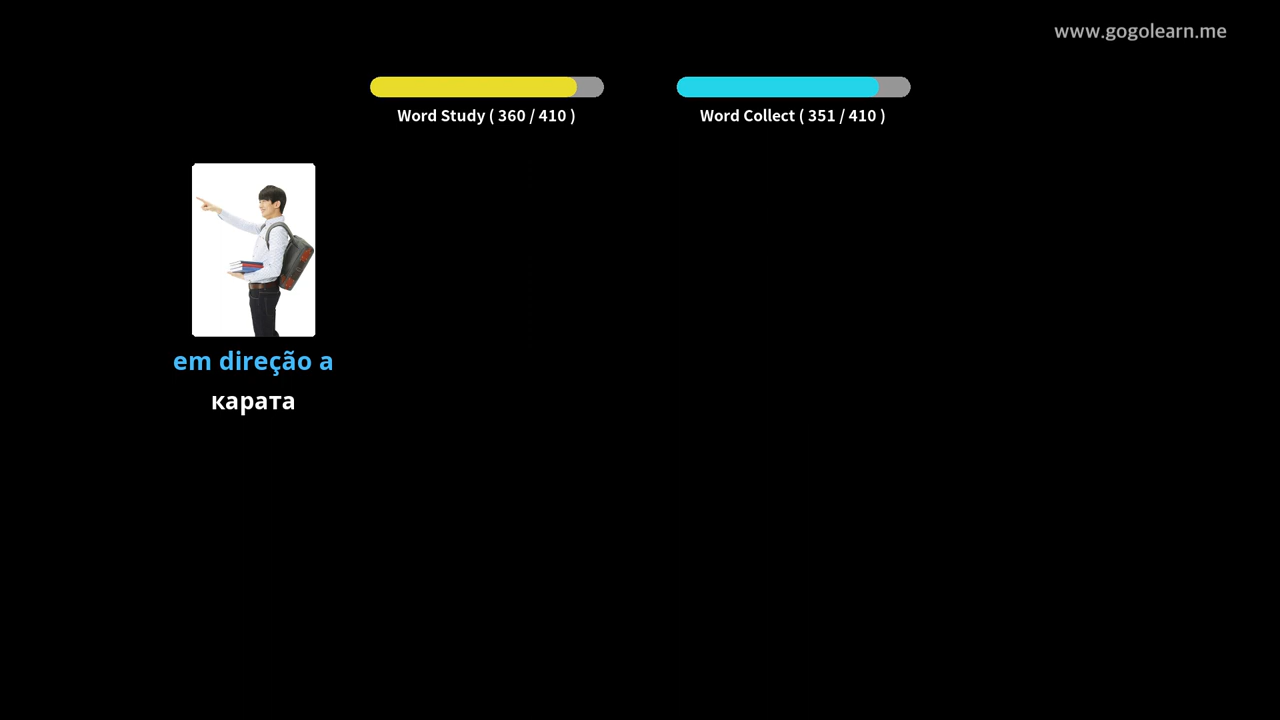 www.gogolearn.me
Word Study ( 360 / 410 )
Word Collect ( 351 / 410 )
em direção a
карата